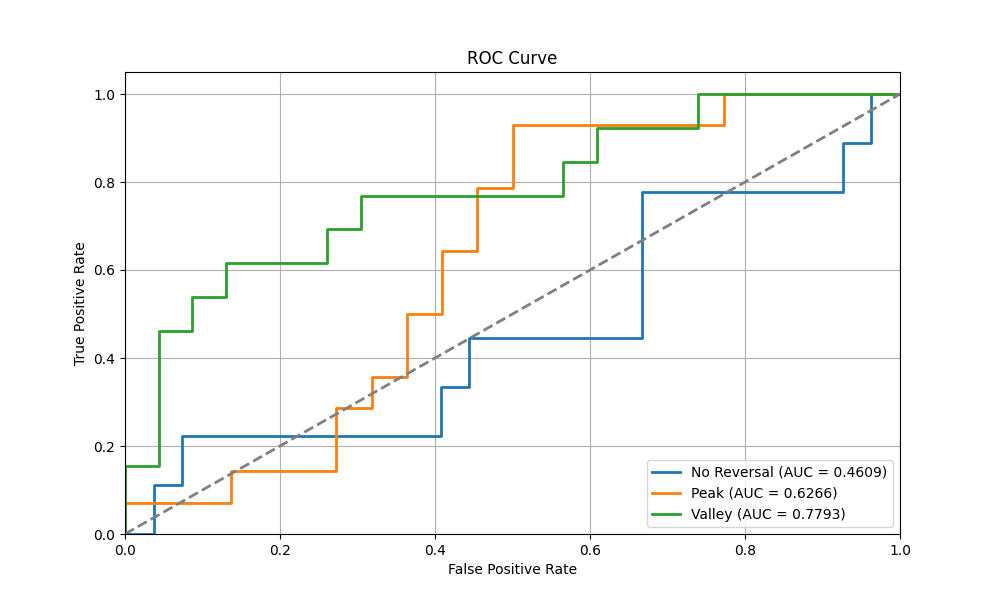 ROC Curve
True Positive Rate
1.0
0.8
0.6
0.4
0.2
0.0
0.0 0.2 0.4 0.6 0.8 1.0
False Positive Rate
No Reversal (AUC = 0.4609)
Peak (AUC = 0.6266)
Valley (AUC = 0.7793)